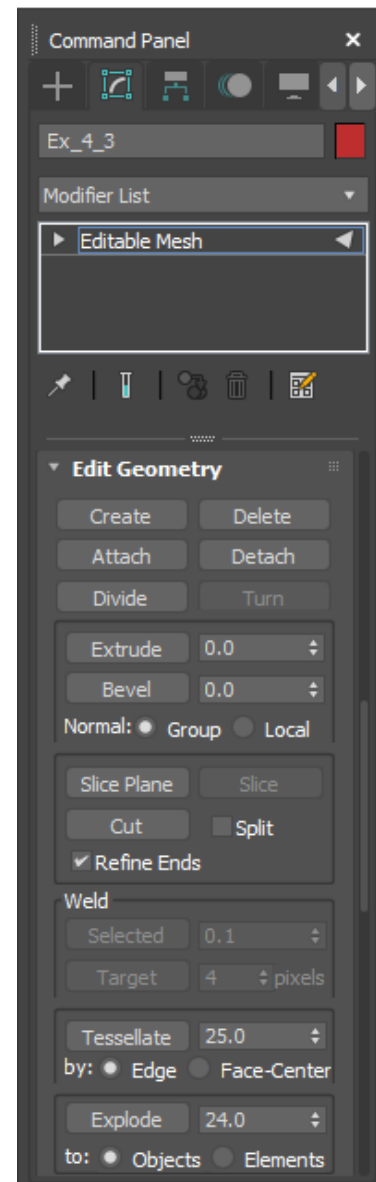 Command Panel
Ex_4_3
Modifier List
Editable Mesh
Edit Geometry
Create Delete
Attach Detach
Divide Turn
Extrude 0.0
Bevel 0.0
Normal: Group Local
Slice Plane Slice
Cut Split
Refine Ends
Weld
Selected 0.1
Target 4 pixels
Tessellate 25.0
by: Edge Face-Center
Explode 24.0
to: Objects Elements